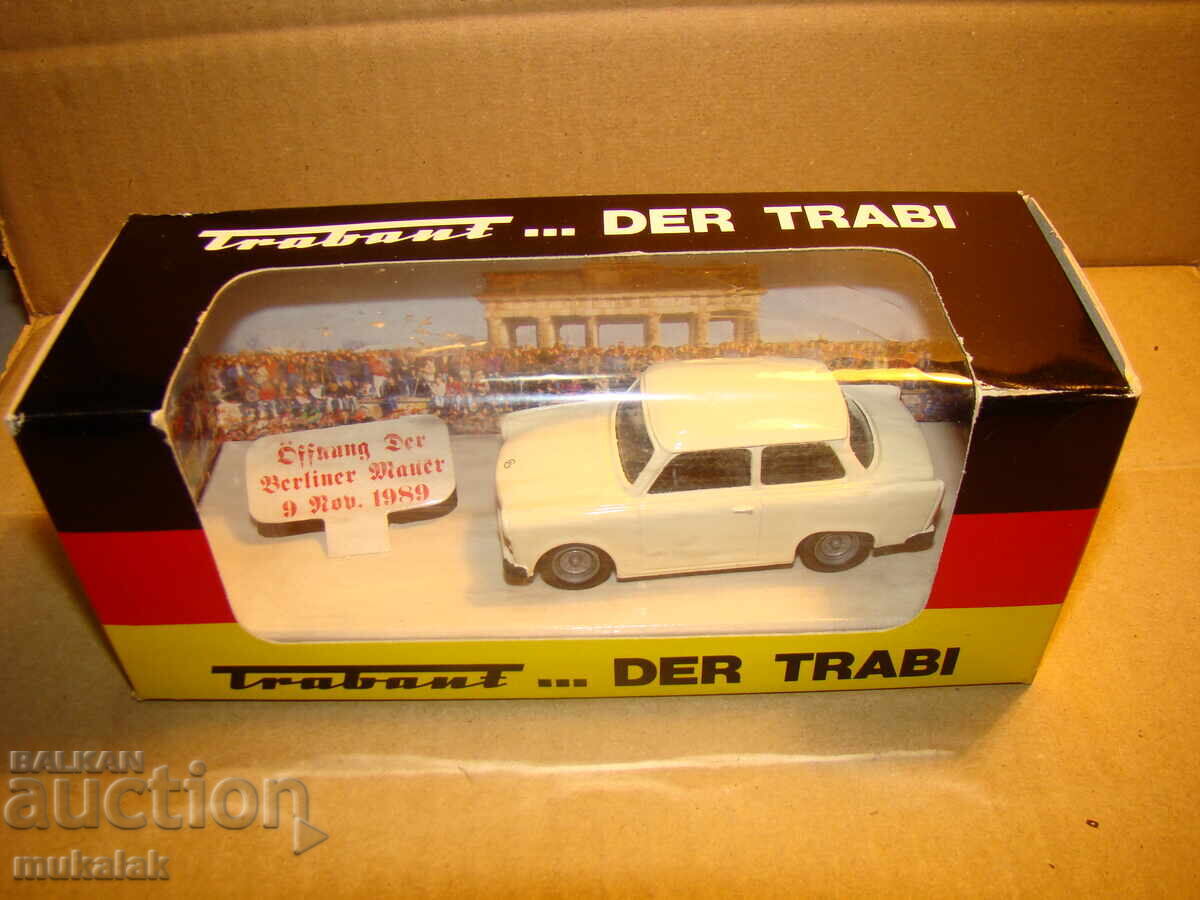 Trabant ... DER TRABI
Öffnung Der
Berliner Mauer
9 Nov. 1989
Trabant ... DER TRABI
BALKAN
auction
mukalak